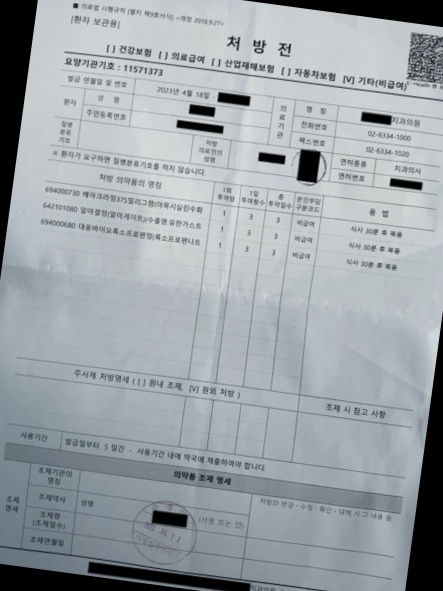 ■ 의료법 시행규칙 [별지 제9호서식] <개정 2018.9.27>
[환자 보관용]
처 방 전
[ ] 건강보험 [ ] 의료급여 [ ] 산업재해보험 [ ] 자동차보험 [V] 기타(비급여)
요양기관기호 : 11571373
발급 연월일 및 번호 2023년 4월 18일 -
환자 성 명
주민등록번호
의료기관 명 칭 치과의원
전화번호 02-6334-1000
팩스번호 02-6334-1020
질병분류기호
처방 의료인의 성명
면허종류 치과의사
면허번호
※ 환자가 요구하면 질병분류기호를 적지 않습니다.
처방 의약품의 명칭 1회 투약량 1일 투여횟수 총 투약일수 본인부담 구분코드 용 법
694000730 베아크라정375밀리그램(아목시실린수화 1 3 3 비급여 식사 30분 후 복용
642101080 알마겔정(알마게이트)(수출명:유한가스트 1 3 3 비급여 식사 30분 후 복용
694000680 대웅바이오록소프로펜정(록소프로펜나트 1 3 3 비급여 식사 30분 후 복용
주사제 처방명세 ( [ ] 원내 조제, [V] 원외 처방 )
조제 시 참고 사항
사용기간 발급일부터 5 일간 - 사용기간 내에 약국에 제출하여야 합니다.
의약품 조제 명세
조제명세
조제기관의 명칭
처방의 변경·수정·확인·대체 시 그 내용 등
조제약사 성명 (서명 또는 인)
조제량 (조제일수)
조제연월일